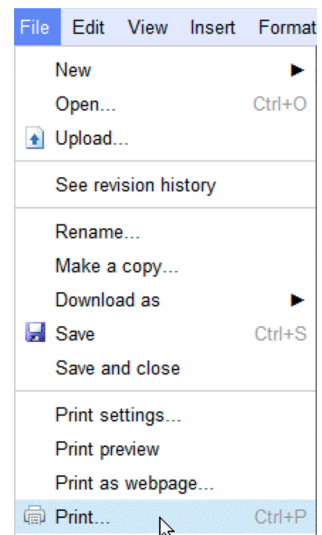 File Edit View Insert Format
New
Open... Ctrl+O
Upload...
See revision history
Rename...
Make a copy...
Download as
Save Ctrl+S
Save and close
Print settings...
Print preview
Print as webpage...
Print... Ctrl+P